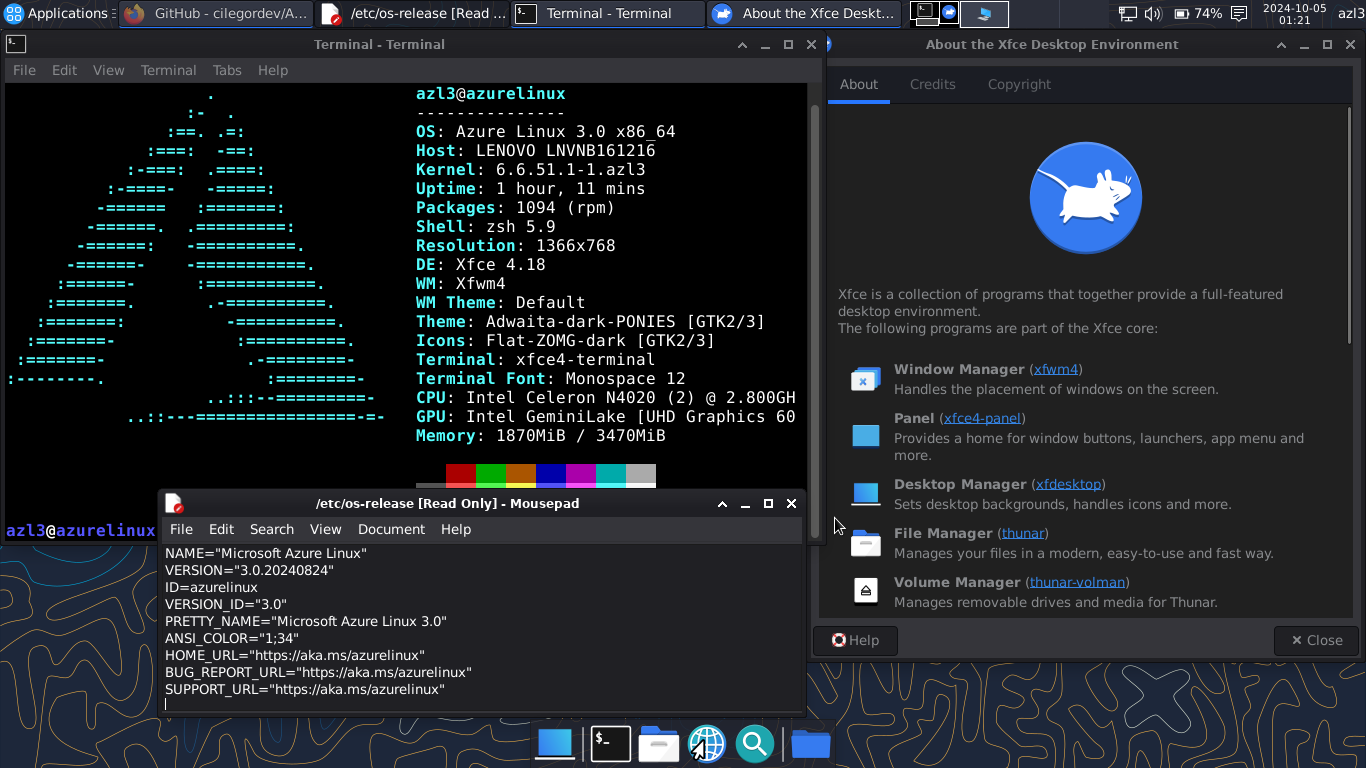 Applications
GitHub - cilegordev/A...
/etc/os-release [Read ...
Terminal - Terminal
About the Xfce Deskt...
74%
2024-10-05
01:21
azl3
Terminal - Terminal
File Edit View Terminal Tabs Help
azl3@azurelinux
---------------
OS: Azure Linux 3.0 x86_64
Host: LENOVO LNVNB161216
Kernel: 6.6.51.1-1.azl3
Uptime: 1 hour, 11 mins
Packages: 1094 (rpm)
Shell: zsh 5.9
Resolution: 1366x768
DE: Xfce 4.18
WM: Xfwm4
WM Theme: Default
Theme: Adwaita-dark-PONIES [GTK2/3]
Icons: Flat-ZOMG-dark [GTK2/3]
Terminal: xfce4-terminal
Terminal Font: Monospace 12
CPU: Intel Celeron N4020 (2) @ 2.800GH
GPU: Intel GeminiLake [UHD Graphics 60
Memory: 1870MiB / 3470MiB
azl3@azurelinux
/etc/os-release [Read Only] - Mousepad
File Edit Search View Document Help
NAME="Microsoft Azure Linux"
VERSION="3.0.20240824"
ID=azurelinux
VERSION_ID="3.0"
PRETTY_NAME="Microsoft Azure Linux 3.0"
ANSI_COLOR="1;34"
HOME_URL="https://aka.ms/azurelinux"
BUG_REPORT_URL="https://aka.ms/azurelinux"
SUPPORT_URL="https://aka.ms/azurelinux"
About the Xfce Desktop Environment
About Credits Copyright
Xfce is a collection of programs that together provide a full-featured
desktop environment.
The following programs are part of the Xfce core:
Window Manager (xfwm4)
Handles the placement of windows on the screen.
Panel (xfce4-panel)
Provides a home for window buttons, launchers, app menu and
more.
Desktop Manager (xfdesktop)
Sets desktop backgrounds, handles icons and more.
File Manager (thunar)
Manages your files in a modern, easy-to-use and fast way.
Volume Manager (thunar-volman)
Manages removable drives and media for Thunar.
Help
Close